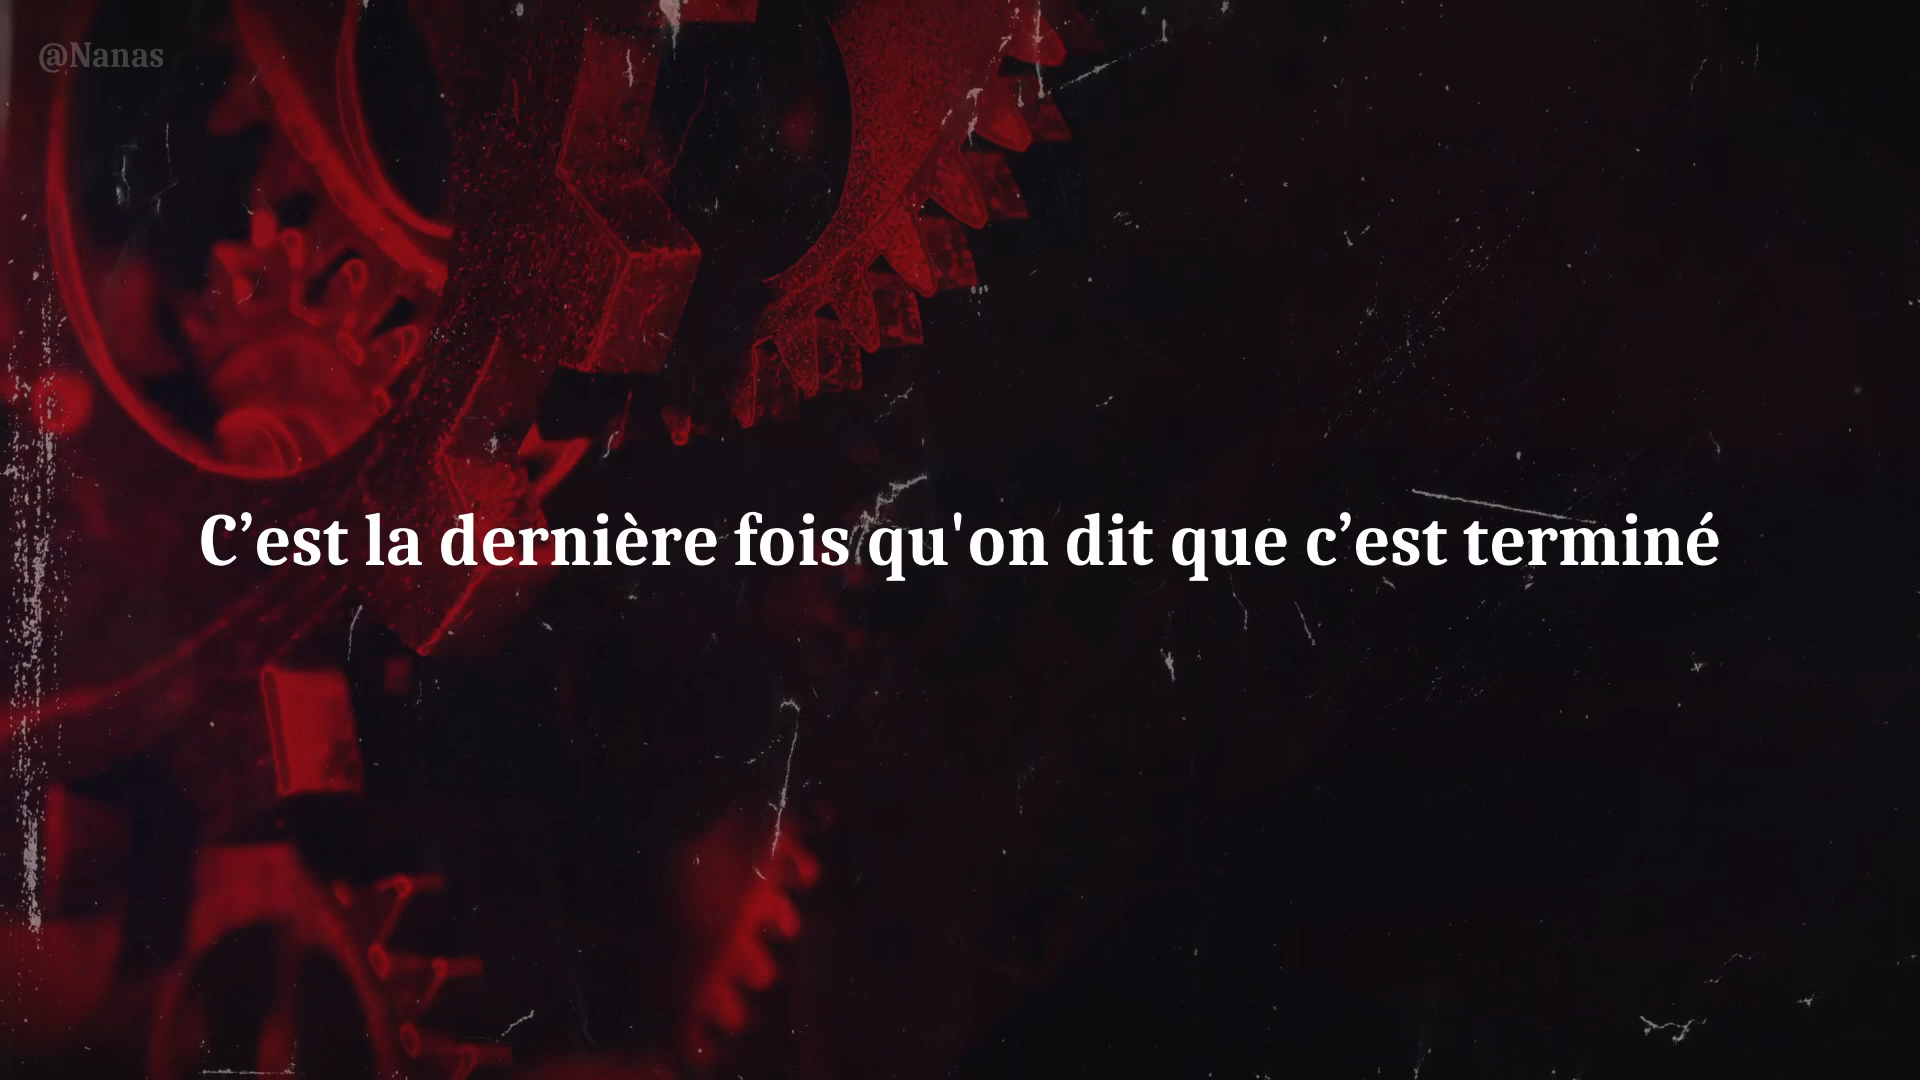 @Nanas
C’est la dernière fois qu'on dit que c’est terminé